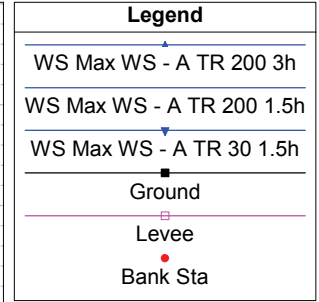 Legend
WS Max WS - A TR 200 3h
WS Max WS - A TR 200 1.5h
WS Max WS - A TR 30 1.5h
Ground
Levee
Bank Sta